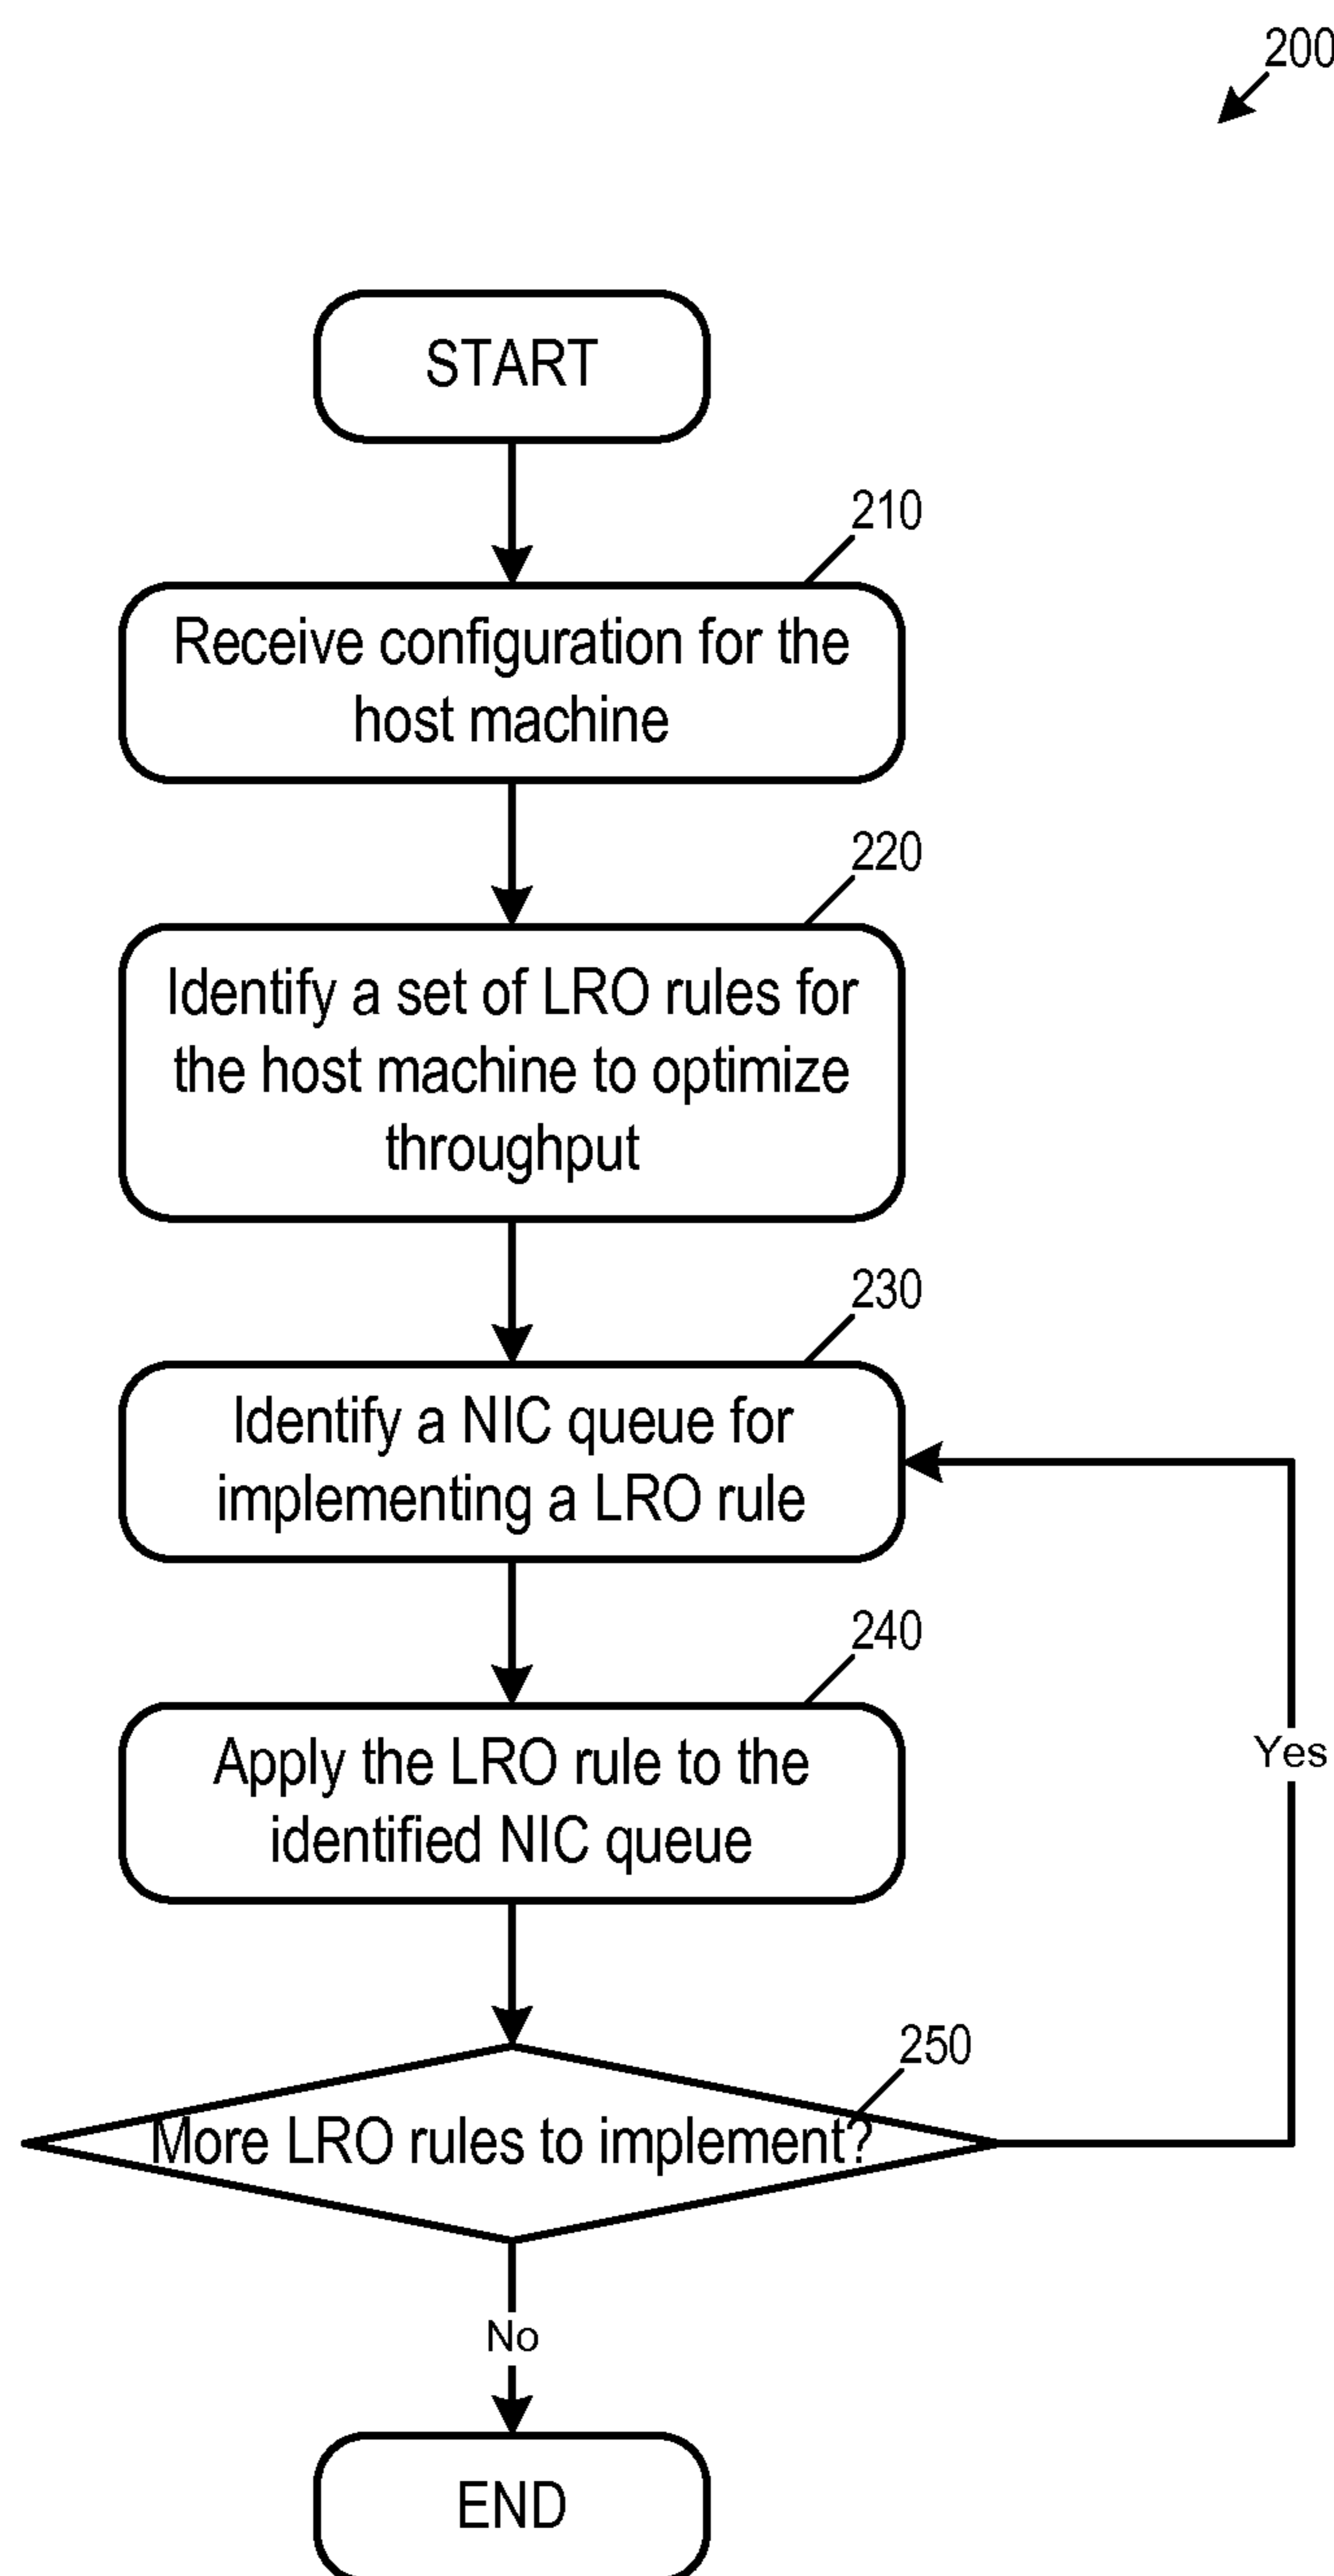 200
START
210
Receive configuration for the
host machine
220
Identify a set of LRO rules for
the host machine to optimize
throughput
230
Identify a NIC queue for
implementing a LRO rule
240
Apply the LRO rule to the
identified NIC queue
Yes
250
More LRO rules to implement?
No
END